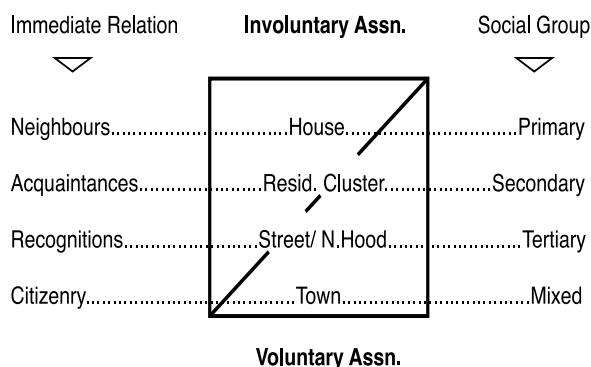 Immediate Relation Involuntary Assn. Social Group
Neighbours..............................House.............................Primary
Acquaintances.....................Resid. Cluster..................Secondary
Recognitions.......................Street/ N.Hood.......................Tertiary
Citizenry...................................Town................................Mixed
Voluntary Assn.